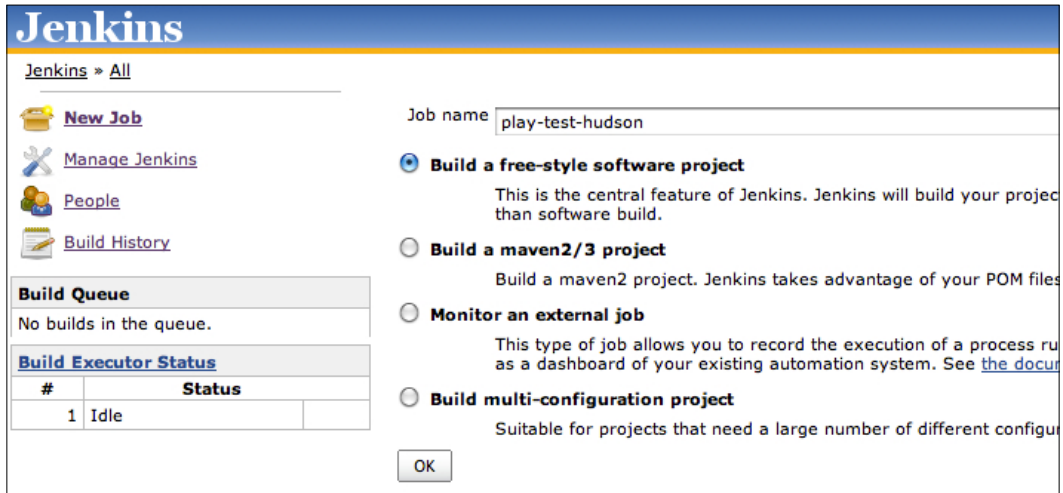 Jenkins
Jenkins » All
New Job
Manage Jenkins
People
Build History
Build Queue
No builds in the queue.
Build Executor Status
# Status
1 Idle
Job name play-test-hudson
Build a free-style software project
This is the central feature of Jenkins. Jenkins will build your projec
than software build.
Build a maven2/3 project
Build a maven2 project. Jenkins takes advantage of your POM files
Monitor an external job
This type of job allows you to record the execution of a process ru
as a dashboard of your existing automation system. See the docur
Build multi-configuration project
Suitable for projects that need a large number of different configur
OK